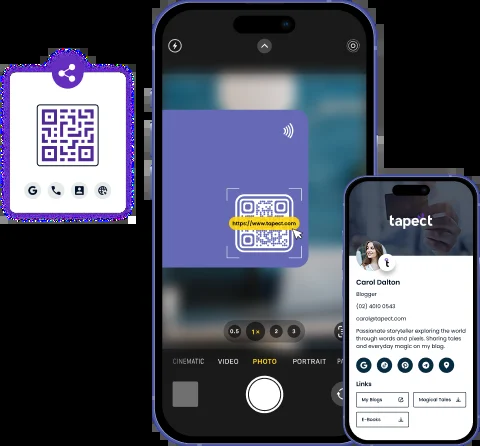 https://www.tapect.com
0.5
1×
2
3
CINEMATIC
VIDEO
PHOTO
PORTRAIT
PA
tapect
t
Carol Dalton
Blogger
(02) 4010 0543
carol@tapect.com
Passionate storyteller exploring the world
through words and pixels. Sharing tales
and everyday magic on my blog.
Links
My Blogs
Magical Tales
E-Books